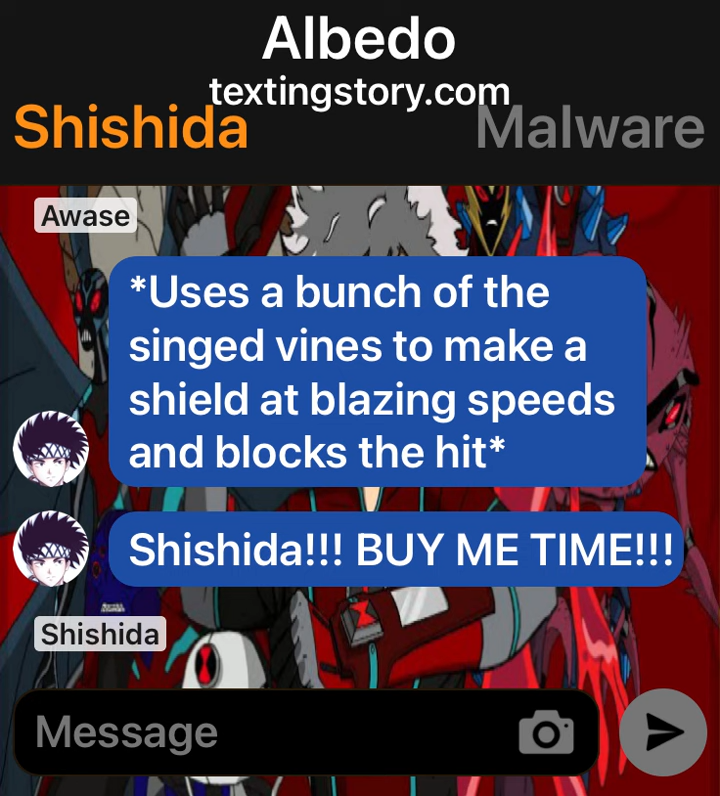 Albedo
textingstory.com
Shishida Malware
Awase
*Uses a bunch of the
singed vines to make a
shield at blazing speeds
and blocks the hit*
Shishida!!! BUY ME TIME!!!
Shishida
Message